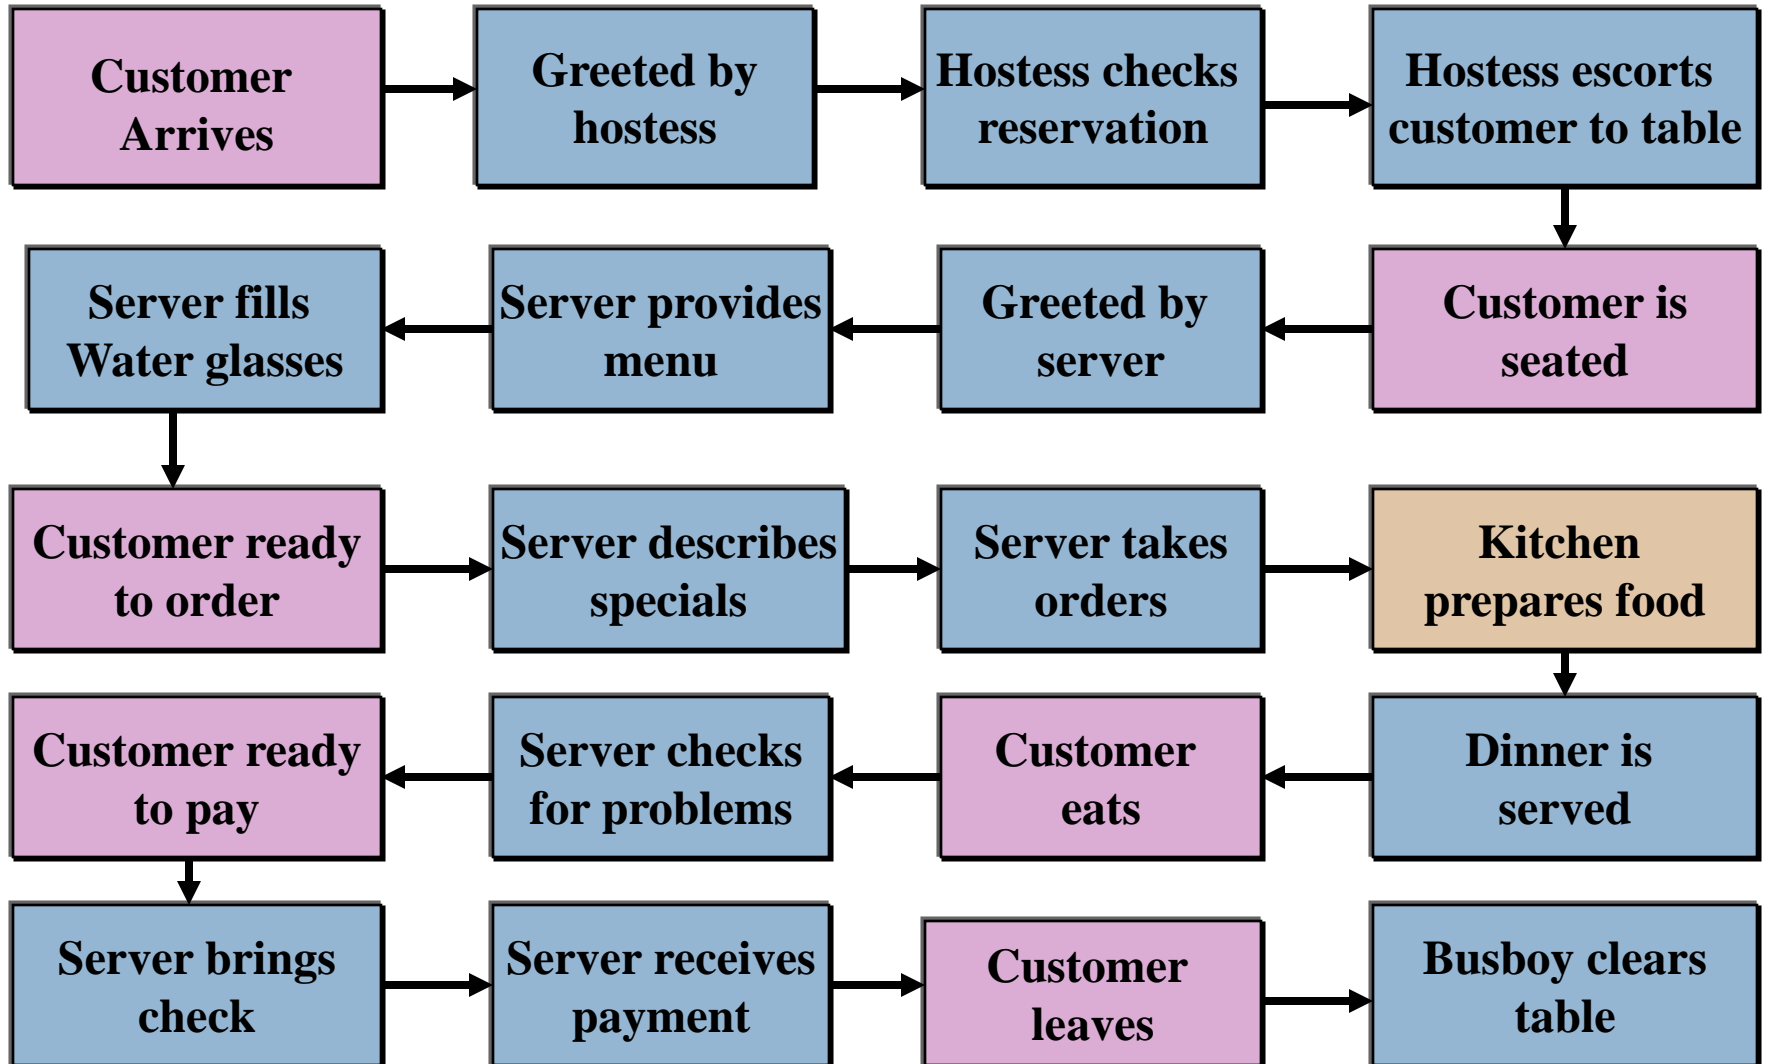 Customer
Arrives
Greeted by
hostess
Hostess checks
reservation
Hostess escorts
customer to table
Customer is
seated
Greeted by
server
Server provides
menu
Server fills
Water glasses
Customer ready
to order
Server describes
specials
Server takes
orders
Kitchen
prepares food
Dinner is
served
Customer
eats
Server checks
for problems
Customer ready
to pay
Server brings
check
Server receives
payment
Customer
leaves
Busboy clears
table